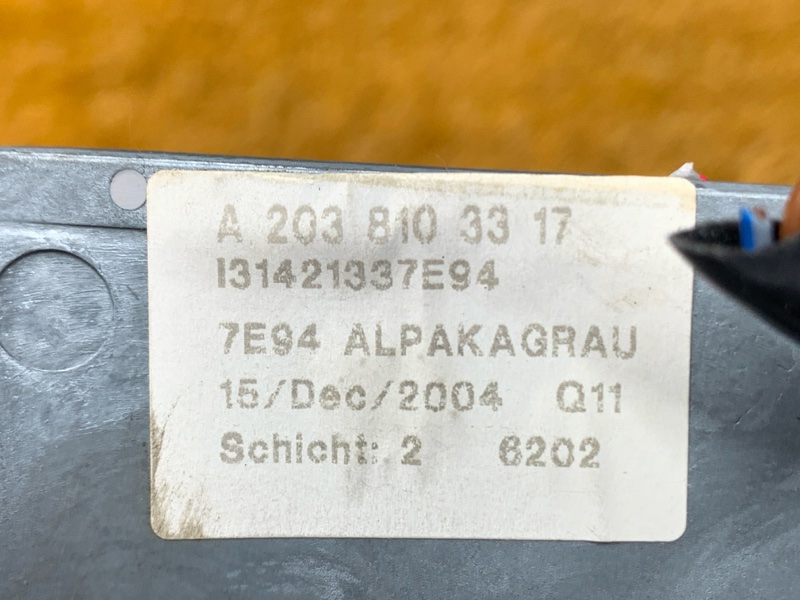 A 203 810 33 17
I31421337E94
7E94 ALPAKAGRAU
15/Dec/2004 Q11
Schicht: 2 6202